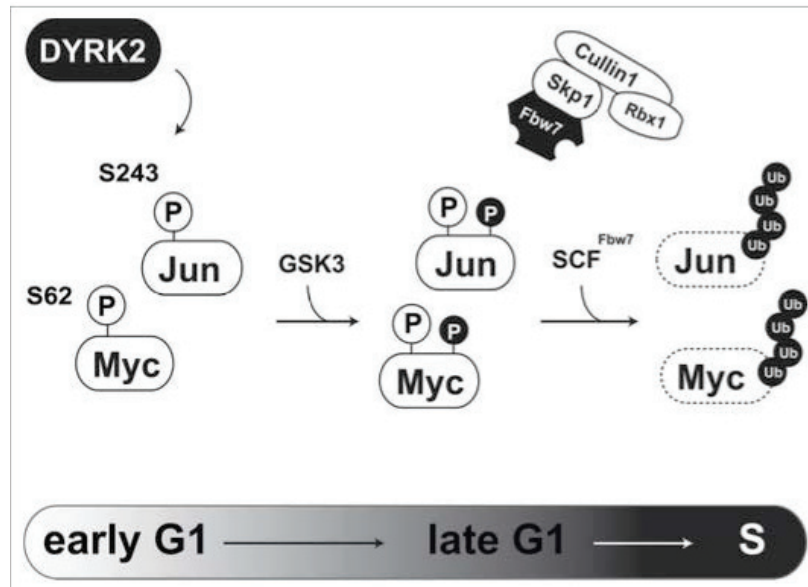 DYRK2
Cullin1
Skp1
Rbx1
Fbw7
S243
P
Jun
S62
P
Myc
GSK3
P P
Jun
P P
Myc
SCF Fbw7
Ub
Ub
Ub
Ub
Jun
Ub
Ub
Ub
Ub
Myc
early G1 late G1 S